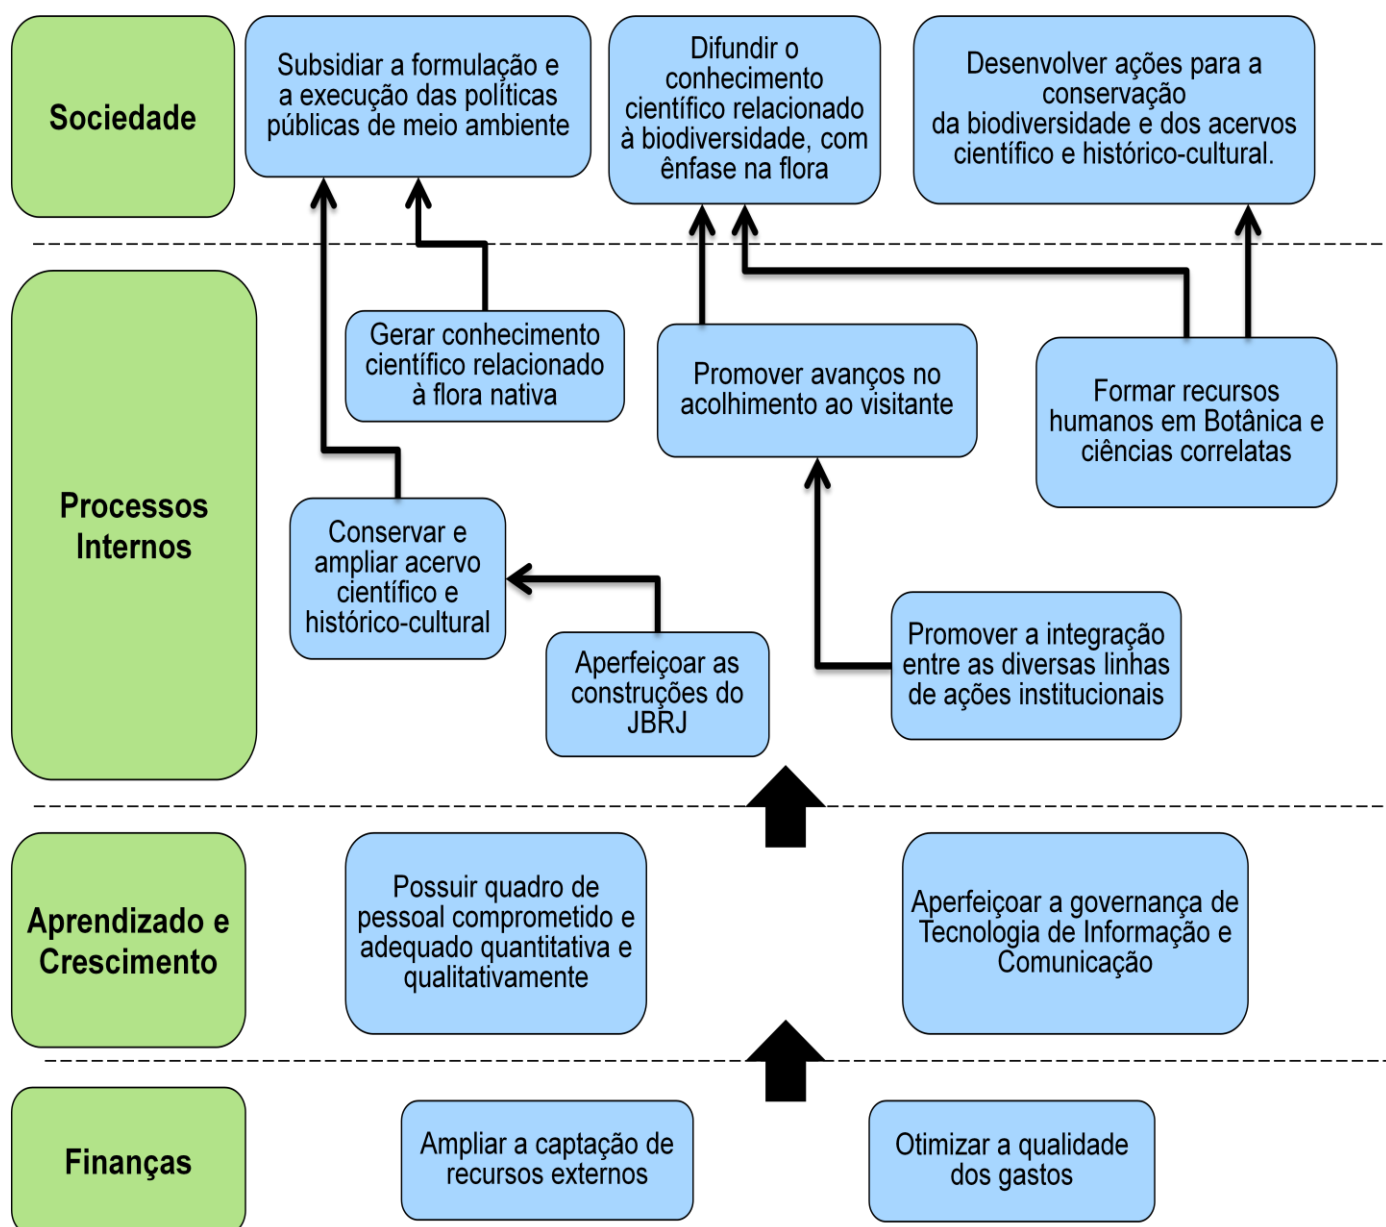 Sociedade
Subsidiar a formulação e
a execução das políticas
públicas de meio ambiente
Difundir o
conhecimento
científico relacionado
à biodiversidade, com
ênfase na flora
Desenvolver ações para a
conservação
da biodiversidade e dos acervos
científico e histórico-cultural.
Processos
Internos
Gerar conhecimento
científico relacionado
à flora nativa
Promover avanços no
acolhimento ao visitante
Formar recursos
humanos em Botânica e
ciências correlatas
Conservar e
ampliar acervo
científico e
histórico-cultural
Aperfeiçoar as
construções do
JBRJ
Promover a integração
entre as diversas linhas
de ações institucionais
Aprendizado e
Crescimento
Possuir quadro de
pessoal comprometido e
adequado quantitativa e
qualitativamente
Aperfeiçoar a governança de
Tecnologia de Informação e
Comunicação
Finanças
Ampliar a captação de
recursos externos
Otimizar a qualidade
dos gastos